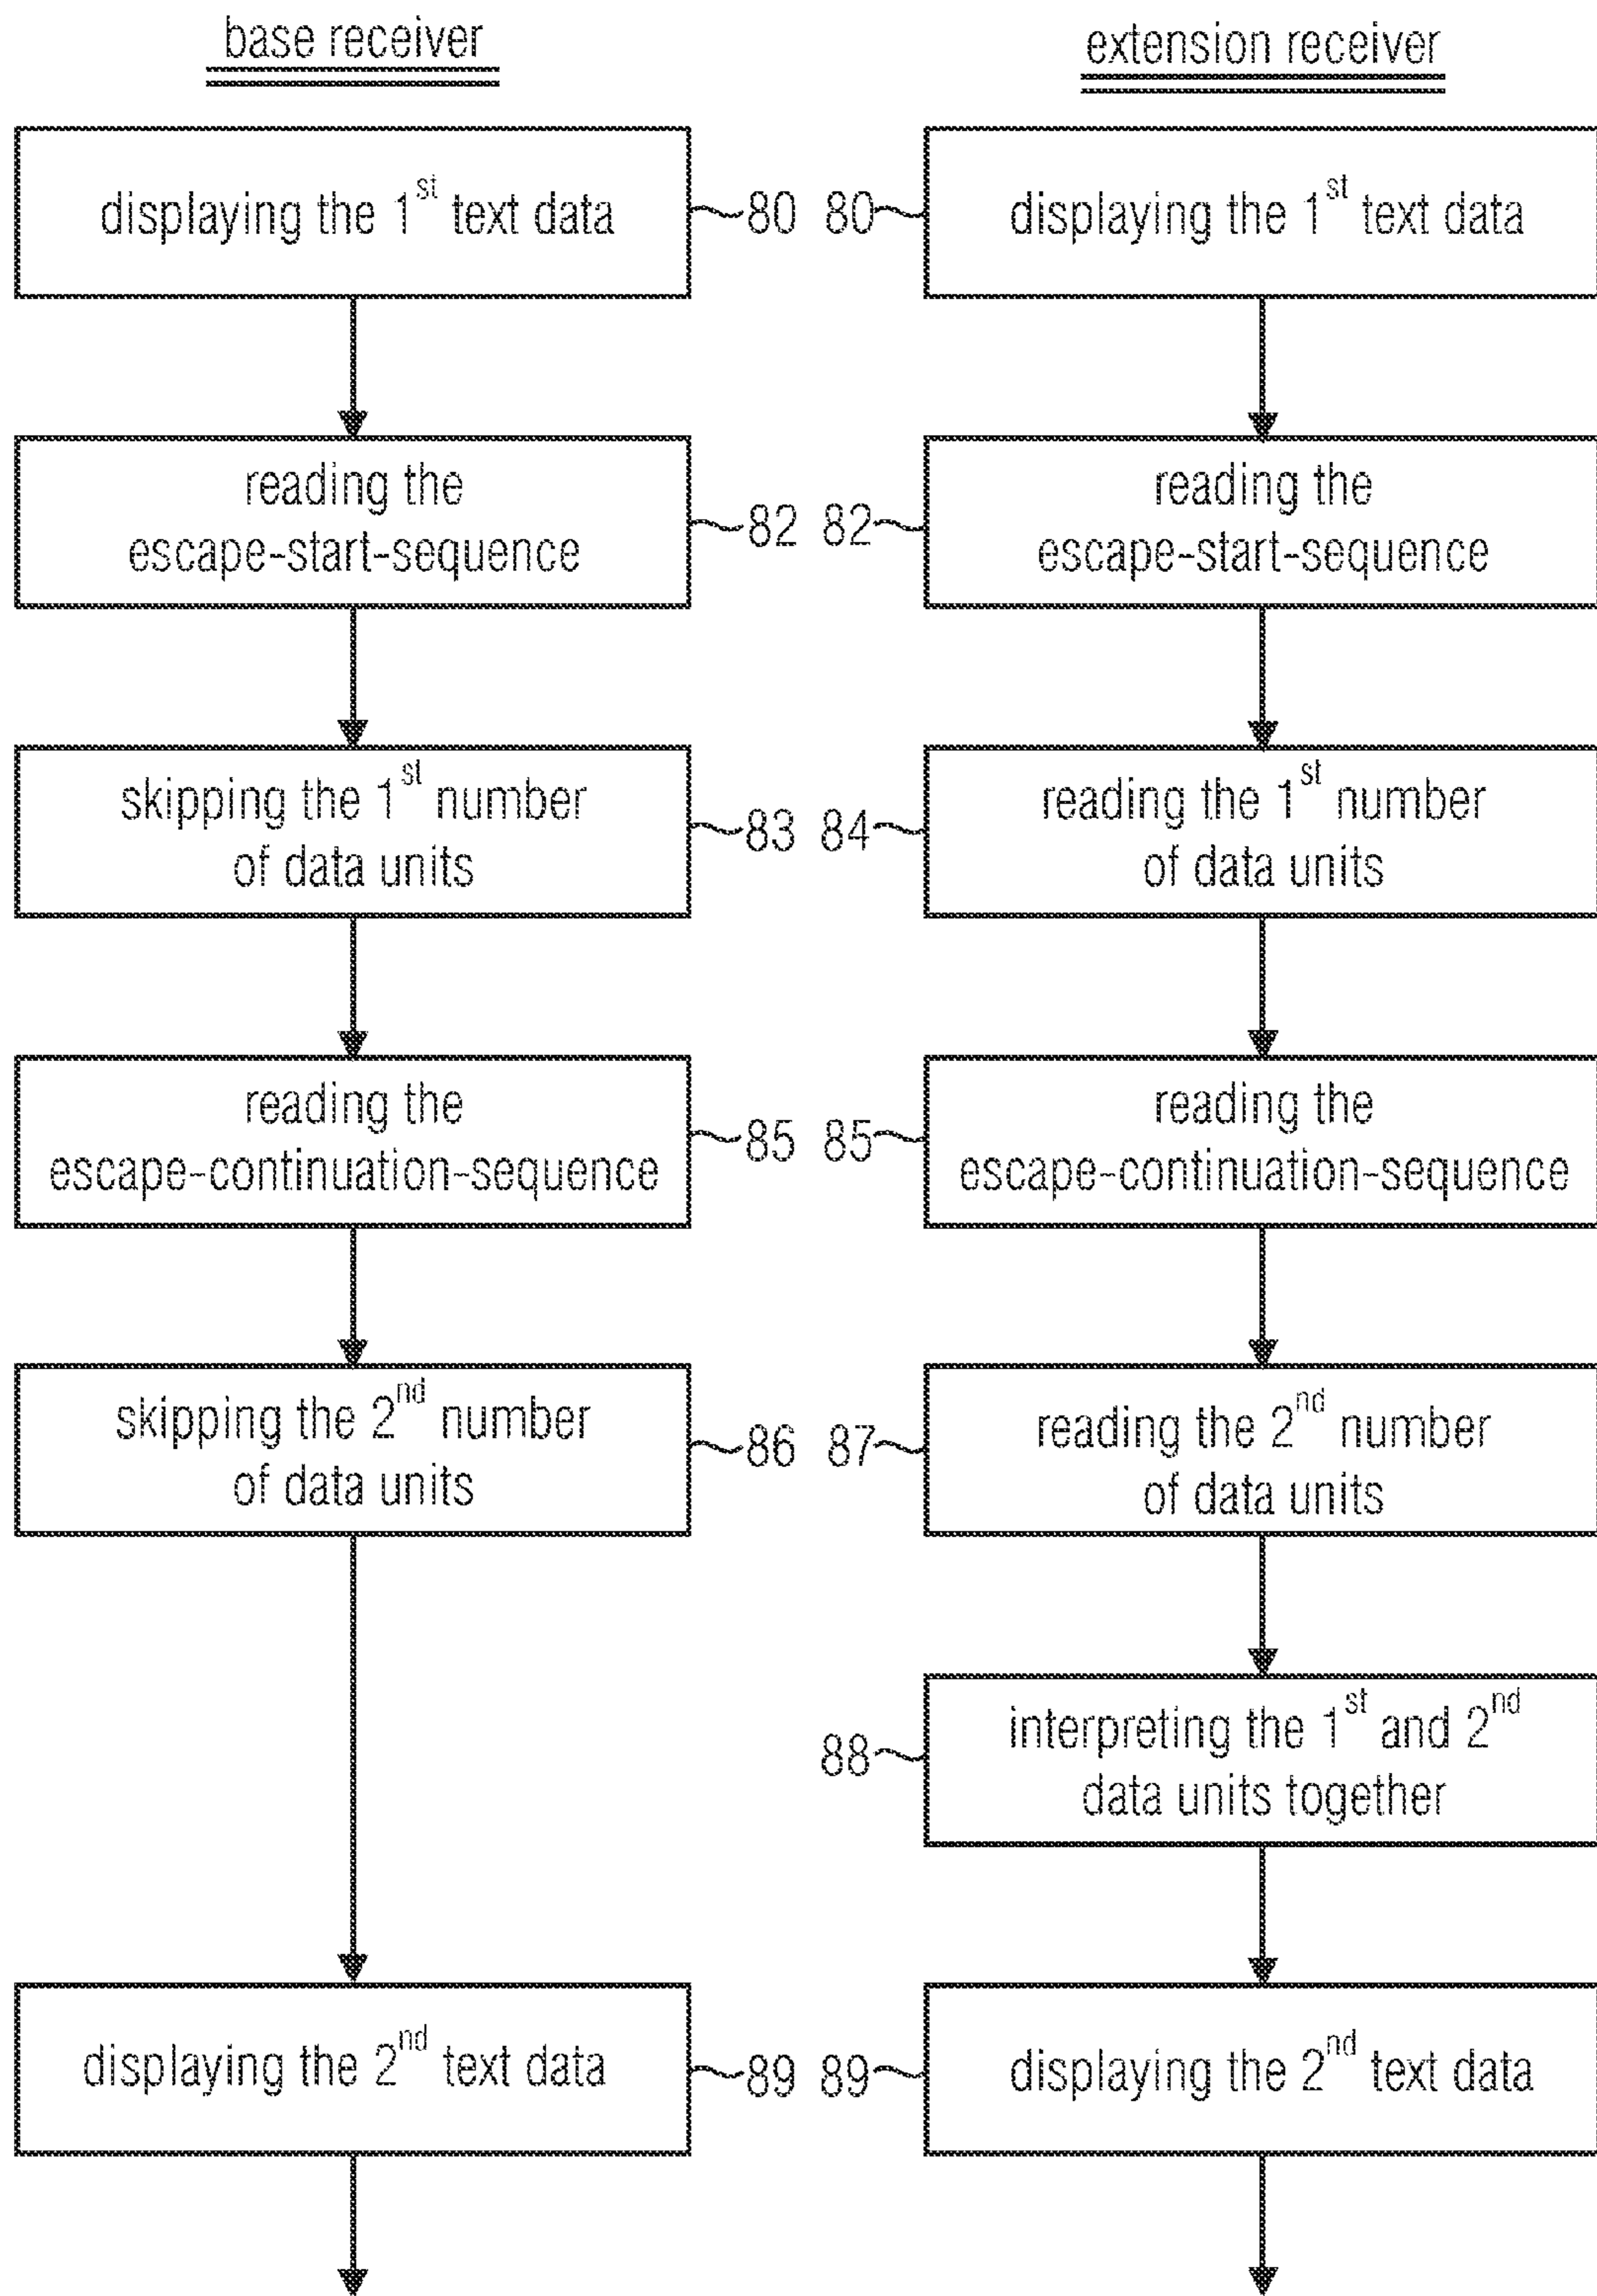 base receiver
extension receiver
displaying the 1st text data
80 80
displaying the 1st text data
reading the
escape-start-sequence
82 82
reading the
escape-start-sequence
skipping the 1st number
of data units
83 84
reading the 1st number
of data units
reading the
escape-continuation-sequence
85 85
reading the
escape-continuation-sequence
skipping the 2nd number
of data units
86 87
reading the 2nd number
of data units
88
interpreting the 1st and 2nd
data units together
displaying the 2nd text data
89 89
displaying the 2nd text data